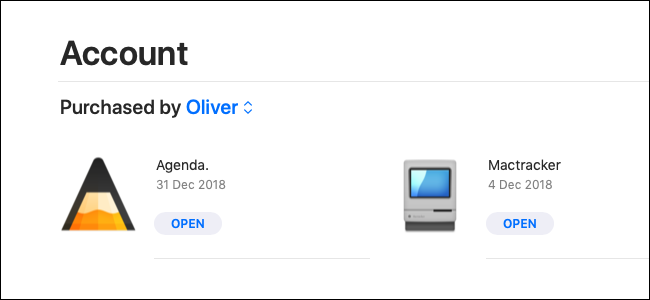 Account
Purchased by Oliver
Agenda.
31 Dec 2018
OPEN
Mactracker
4 Dec 2018
OPEN